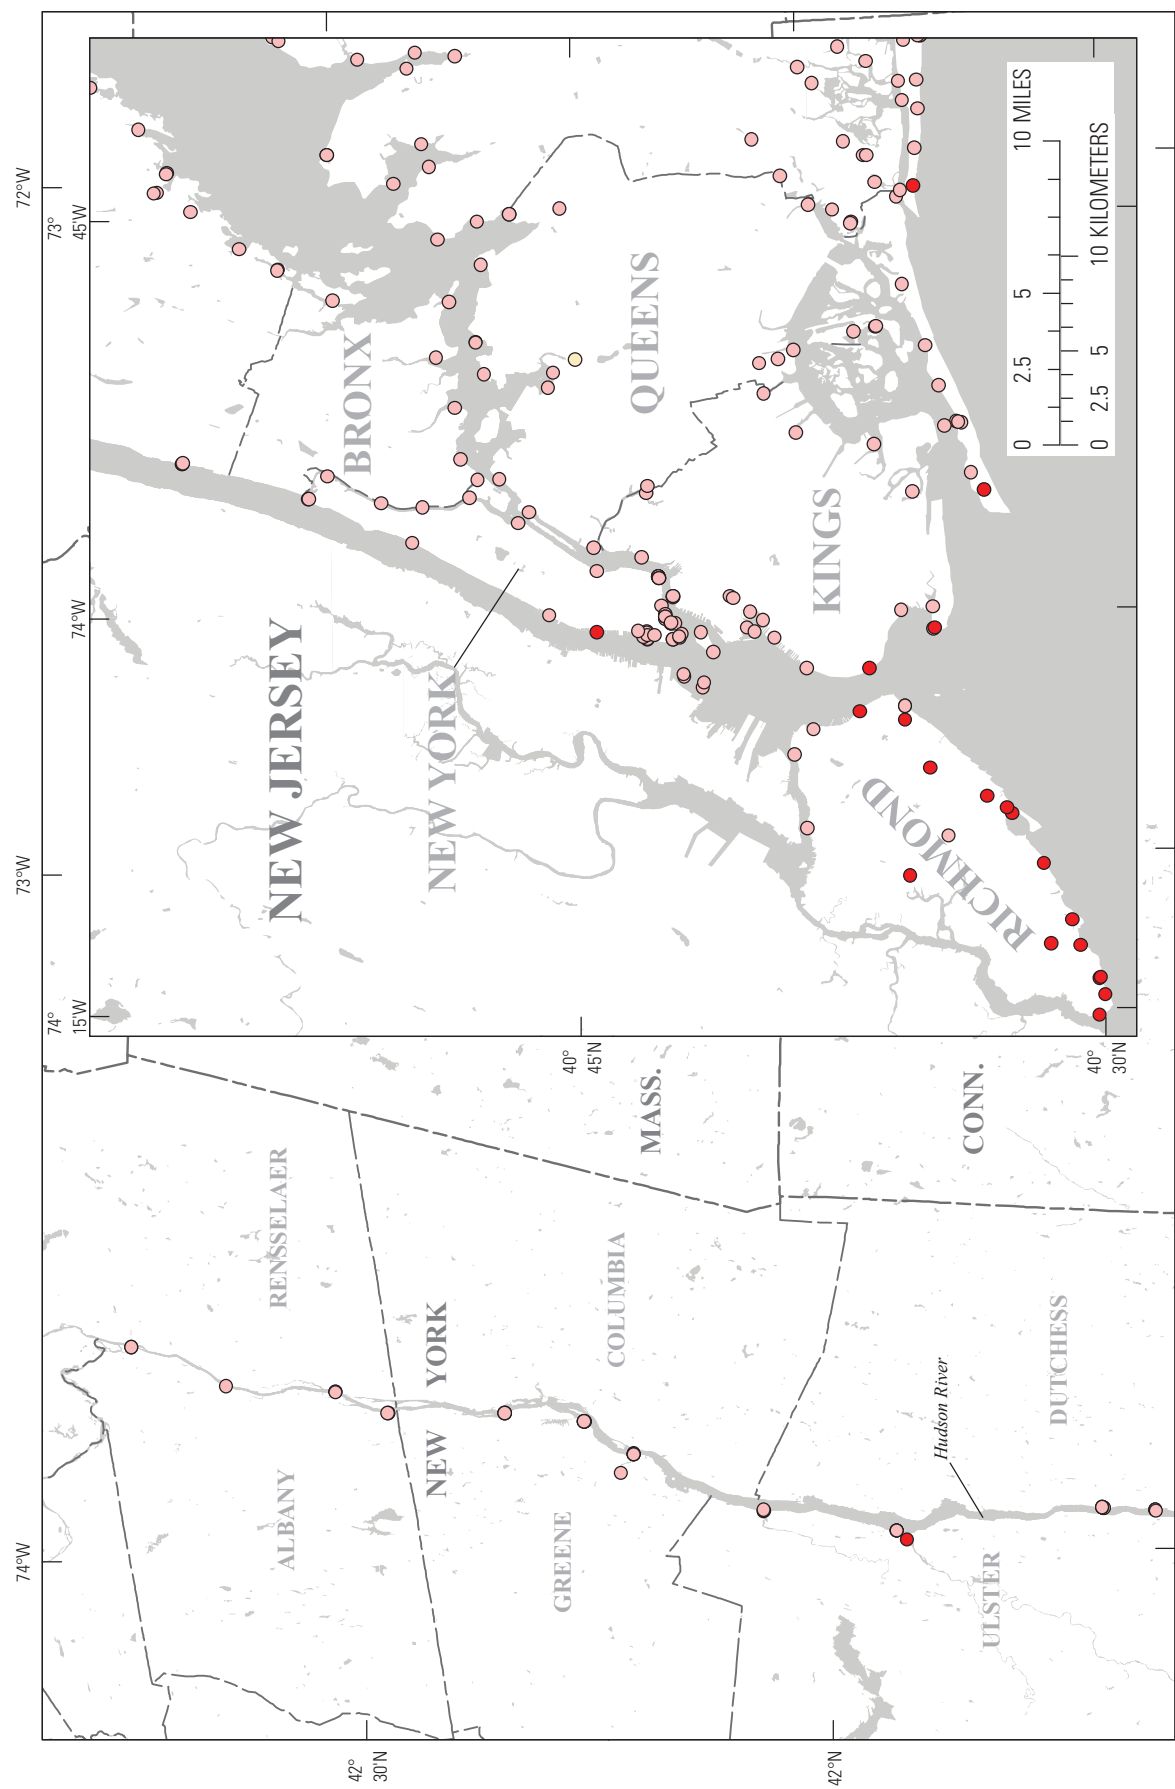 74°W
73°W
74°W
72°W
74°
15'W
73°
45'W
42°
30'N
42°N
40°
45'N
40°
30'N
RENSSELAER
ALBANY
NEW YORK
COLUMBIA
GREENE
MASS.
CONN.
DUTCHESS
Hudson River
ULSTER
NEW JERSEY
NEW YORK
BRONX
QUEENS
KINGS
RICHMOND
0 2.5 5 10 MILES
0 2.5 5 10 KILOMETERS